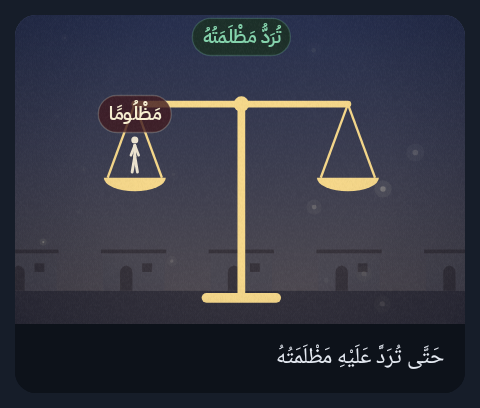 تُرَدُّ مَظْلَمَتُهُ
مَظْلُومًا
حَتَّى تُرَدَّ عَلَيْهِ مَظْلَمَتُهُ